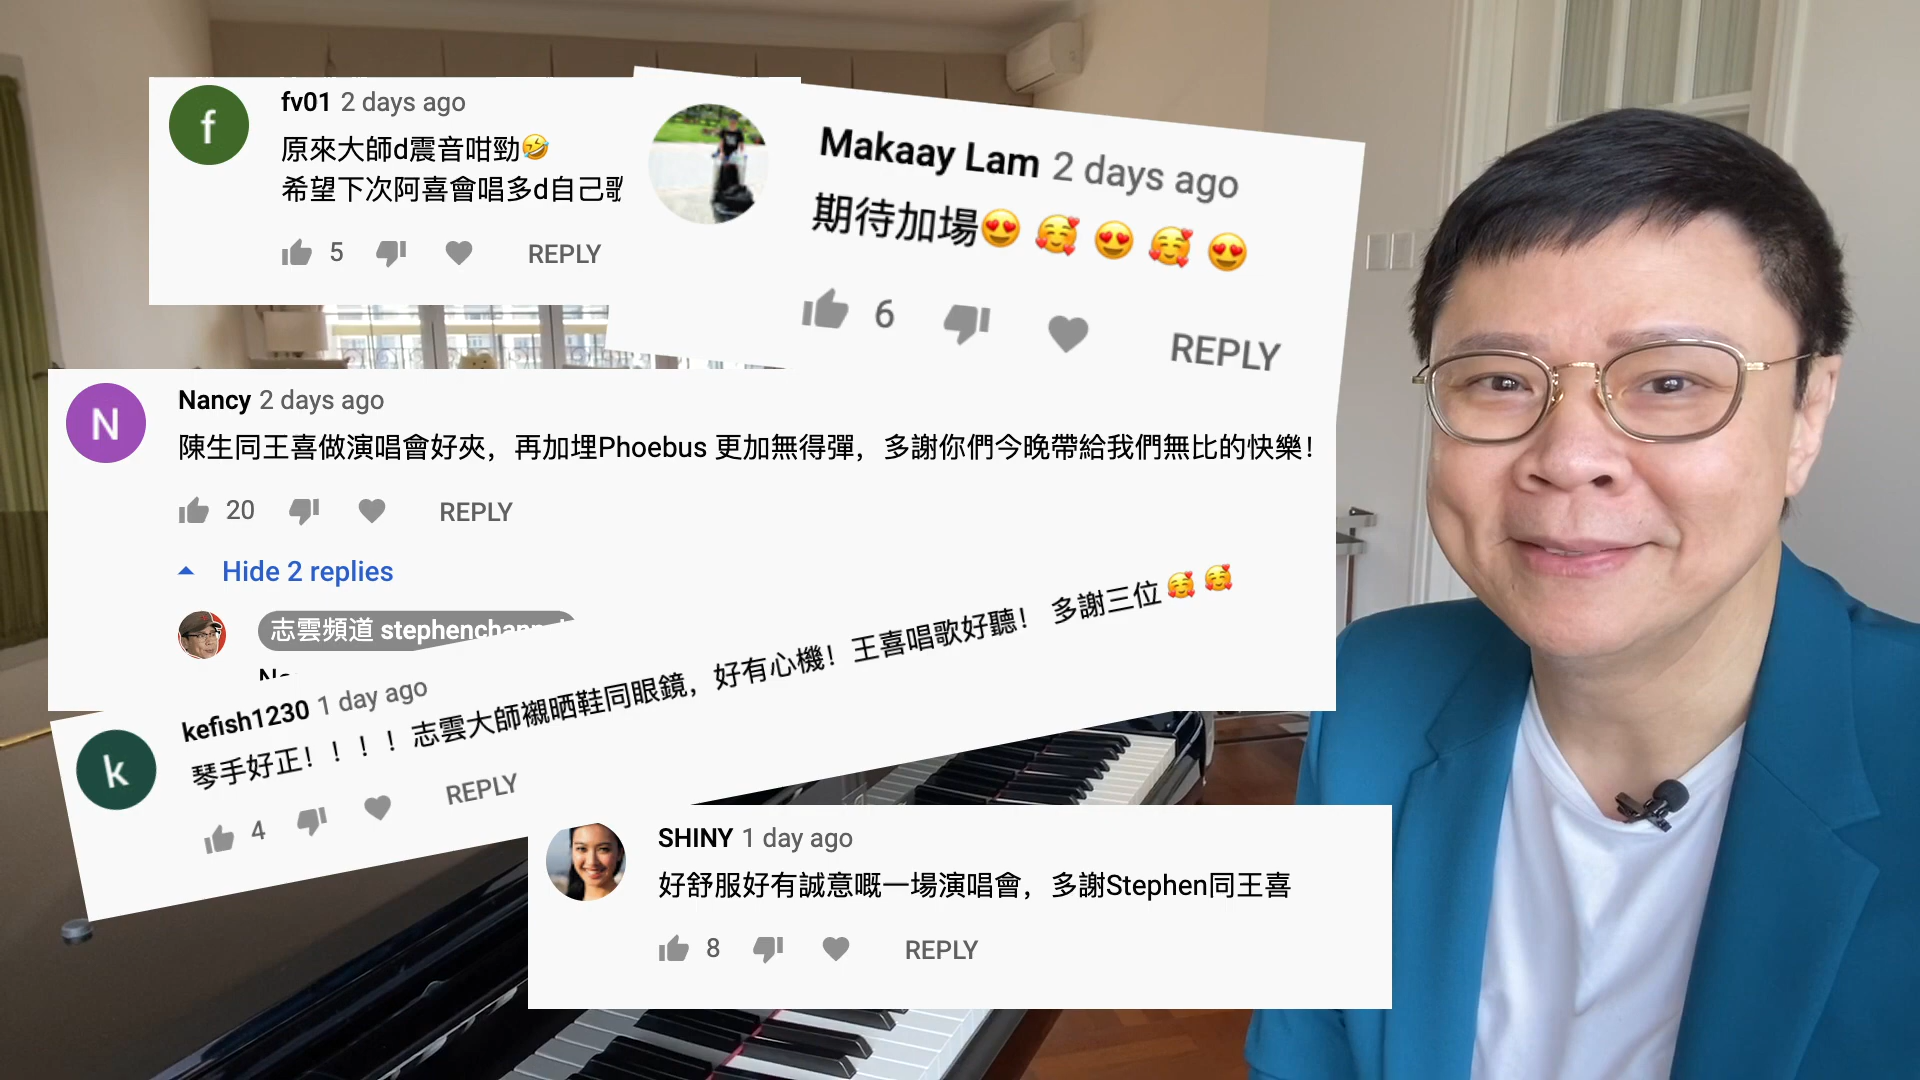 f
fv01 2 days ago
原來大師d震音咁勁🤣
希望下次阿喜會唱多d自己
5
REPLY
Makaay Lam 2 days ago
期待加場😍🥰😍🥰😍
6
REPLY
N
Nancy 2 days ago
陳生同王喜做演唱會好夾，再加埋Phoebus 更加無得彈，多謝你們今晚帶給我們無比的快樂！
20
REPLY
Hide 2 replies
志雲頻道
k
kefish1230 1 day ago
琴手好正！！！！志雲大師襯晒鞋同眼鏡，好有心機！王喜唱歌好聽！ 多謝三位🥰🥰
4
REPLY
SHINY 1 day ago
好舒服好有誠意嘅一場演唱會，多謝Stephen同王喜
8
REPLY